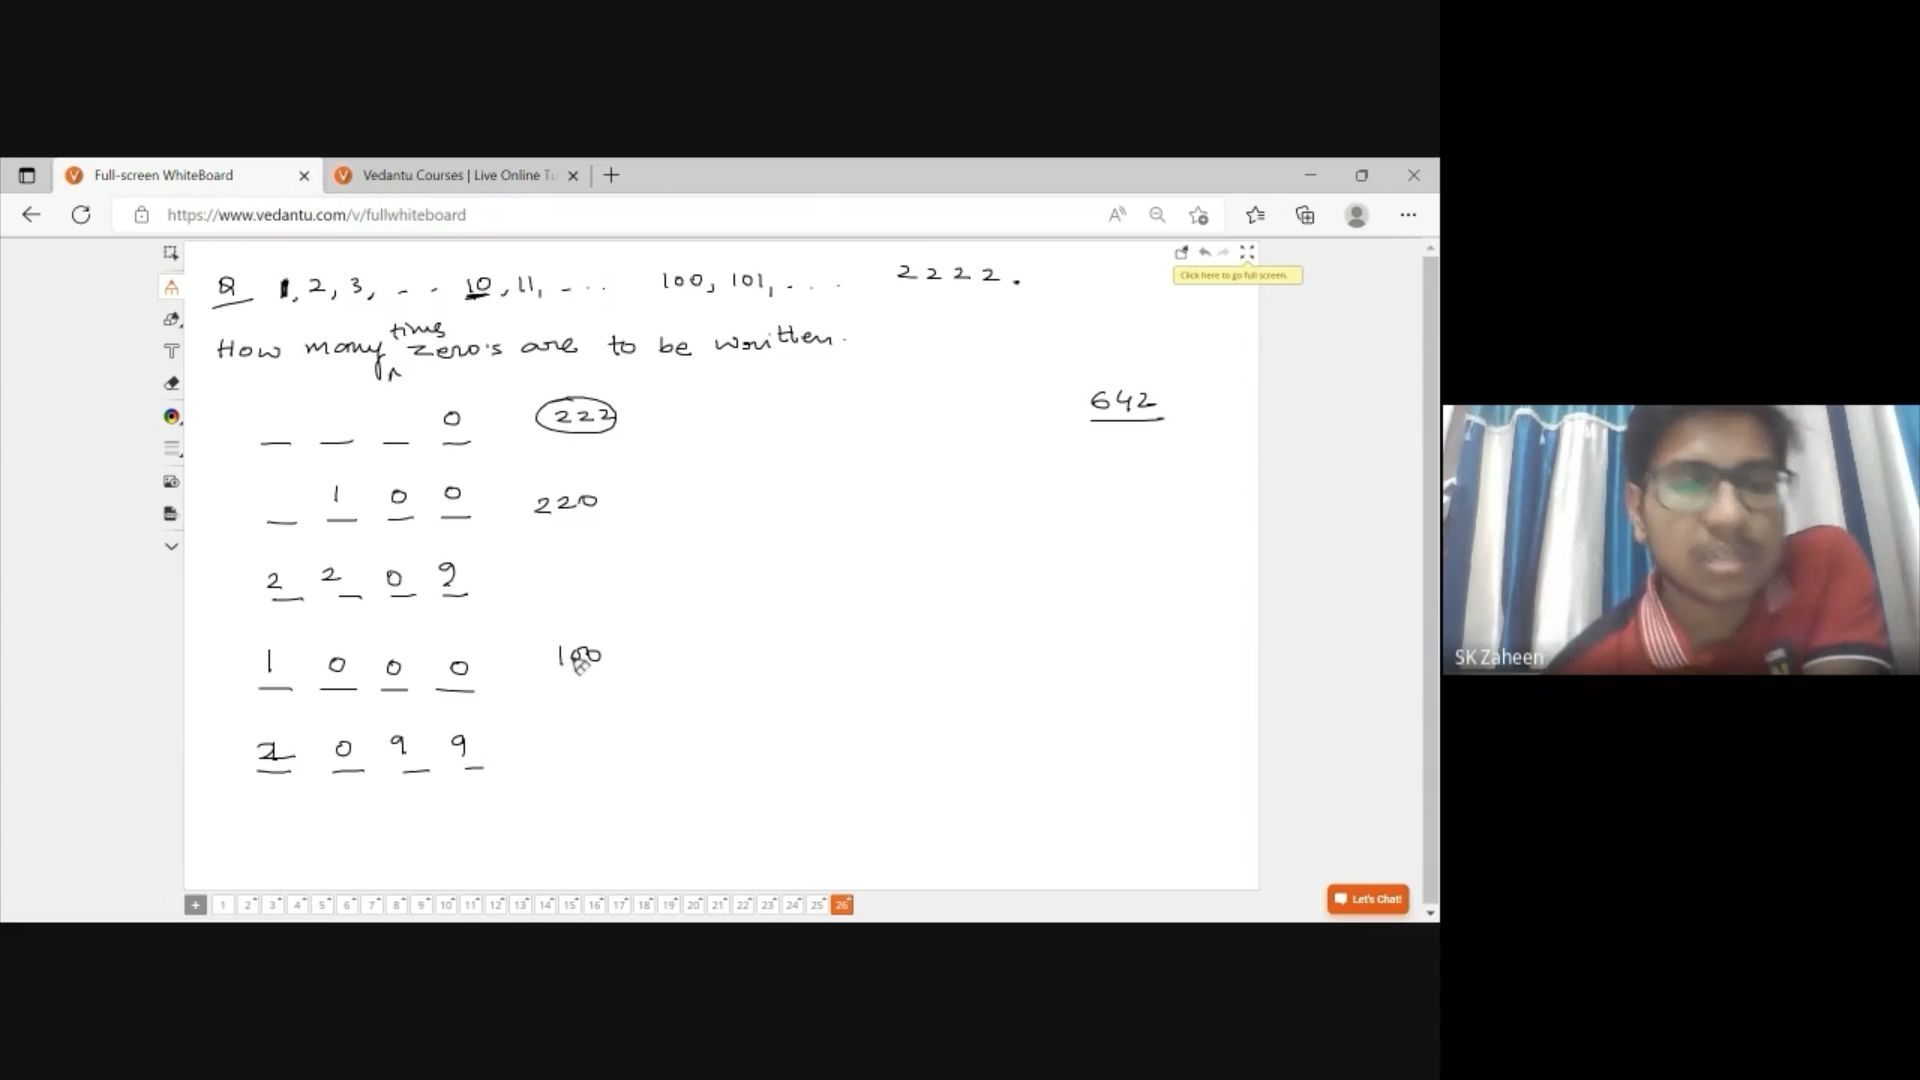 Full-screen WhiteBoard
Vedantu Courses | Live Online Tu
https://www.vedantu.com/v/fullwhiteboard
Click here to go full screen.
Q 1, 2, 3, - .. 10, 11, - ... 100, 101, . ... 2222.
times
How many zero's are to be written.
642
0 222
1 0 0 220
2 2 0 9
1 0 0 0 100
0 9 9
SK Zaheen
+ 1 2 3 4 5 6 7 8 9 10 11 12 13 14 15 16 17 18 19 20 21 22 23 24 25 26
Let's Chat!